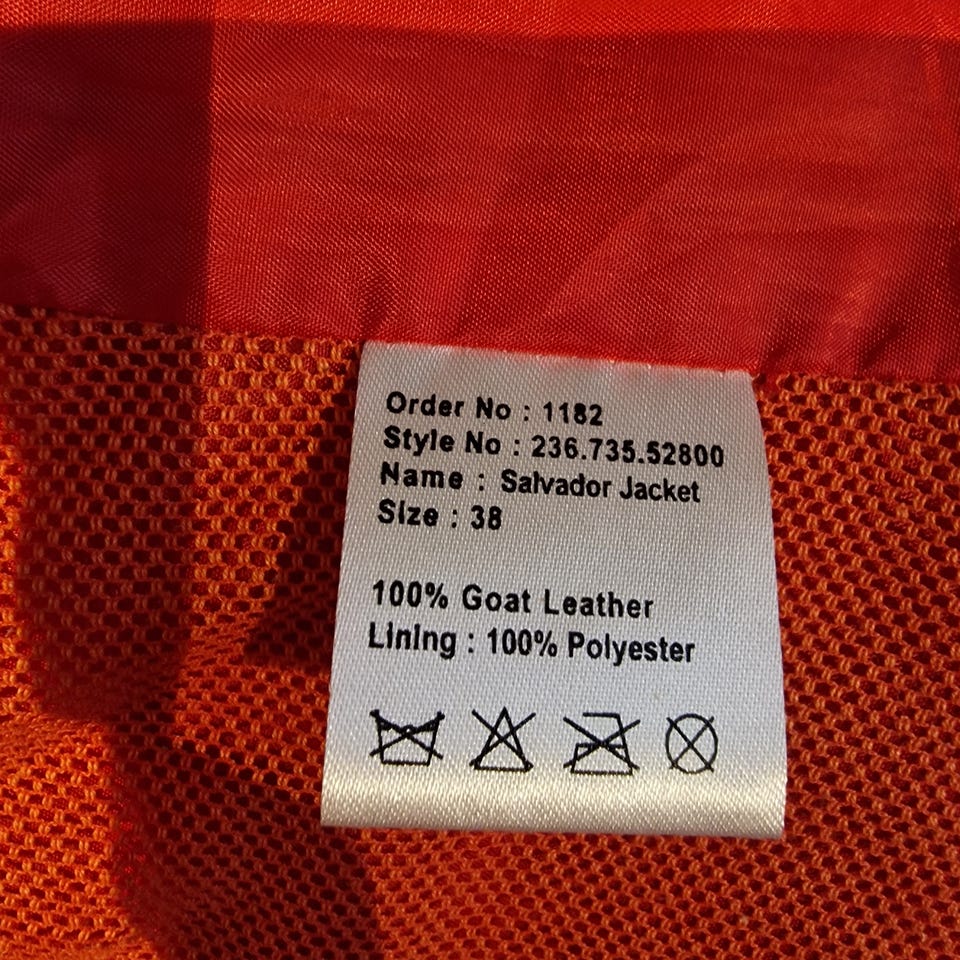 Order No : 1182
Style No : 236.735.52800
Name : Salvador Jacket
Size : 38
100% Goat Leather
Lining : 100% Polyester